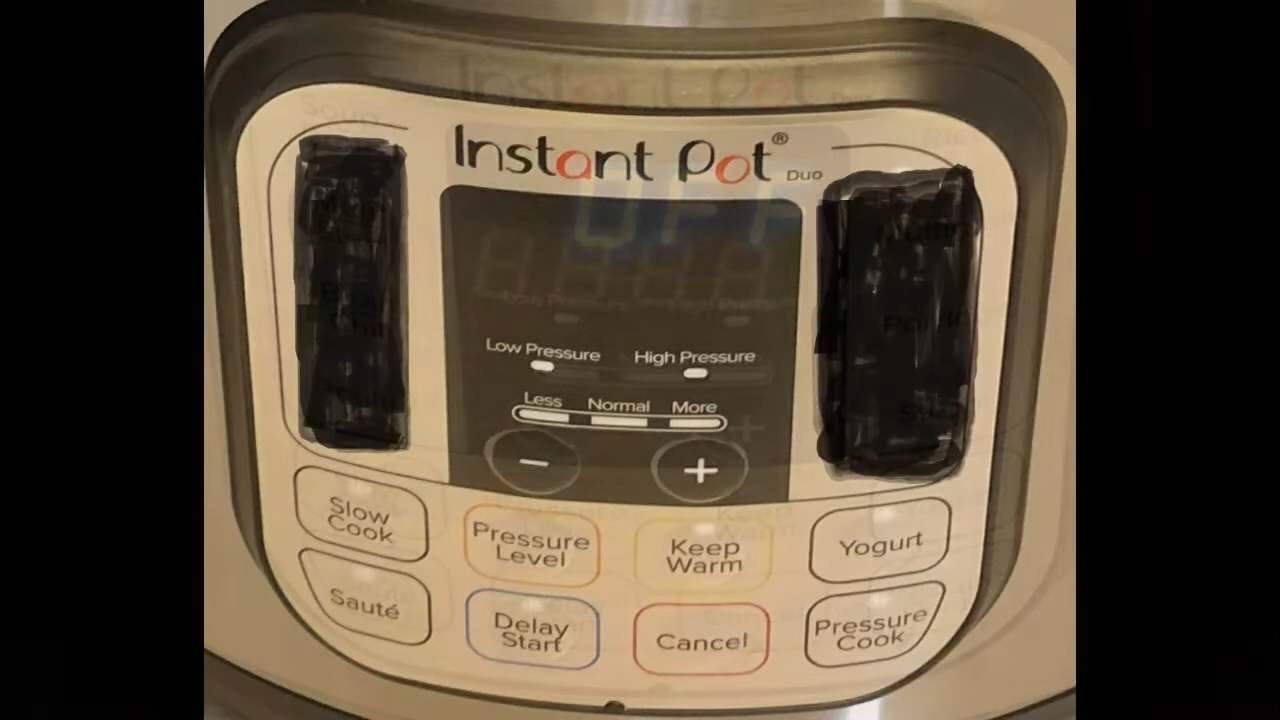 Instant Pot® Duo
OFF
Low Pressure High Pressure
Less Normal More
- +
Slow
Cook
Pressure
Level
Keep
Warm
Yogurt
Sauté
Delay
Start
Cancel
Pressure
Cook